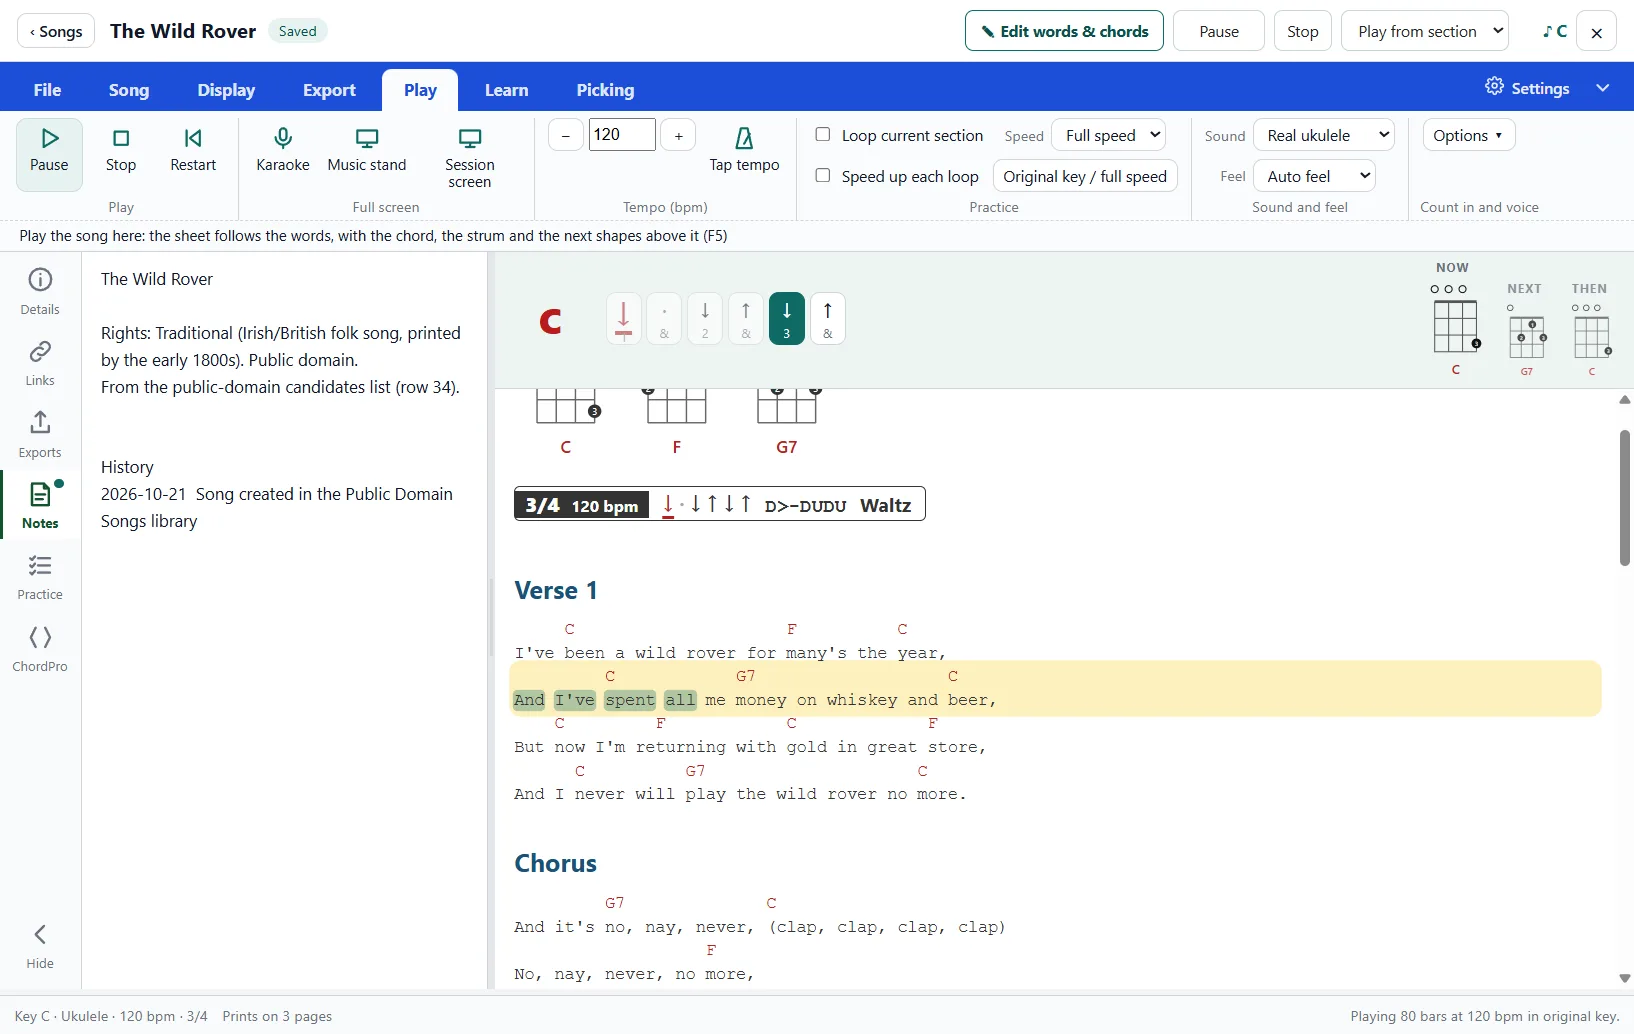 ‹ Songs
The Wild Rover
Saved
Edit words & chords
Pause
Stop
Play from section
♪ C
×
File
Song
Display
Export
Play
Learn
Picking
Settings
Pause
Stop
Restart
Play
Karaoke
Music stand
Session
screen
Full screen
−
120
+
Tap tempo
Tempo (bpm)
Loop current section
Speed
Full speed
Speed up each loop
Original key / full speed
Practice
Sound
Real ukulele
Feel
Auto feel
Sound and feel
Options ▾
Count in and voice
Play the song here: the sheet follows the words, with the chord, the strum and the next shapes above it (F5)
Details
Links
Exports
Notes
Practice
ChordPro
Hide
The Wild Rover
Rights: Traditional (Irish/British folk song, printed
by the early 1800s). Public domain.
From the public-domain candidates list (row 34).
History
2026-10-21  Song created in the Public Domain
Songs library
C
↓ · ↓ ↑ ↓ ↑
& 2 & 3 &
NOW
NEXT
THEN
3
C
G7
C
3
C
F
G7
3/4 120 bpm ↓·↓↑↓↑ D>-DUDU Waltz
Verse 1
C F C
I've been a wild rover for many's the year,
C G7 C
And I've spent all me money on whiskey and beer,
C F C F
But now I'm returning with gold in great store,
C G7 C
And I never will play the wild rover no more.
Chorus
G7 C
And it's no, nay, never, (clap, clap, clap, clap)
F
No, nay, never, no more,
Key C · Ukulele · 120 bpm · 3/4
Prints on 3 pages
Playing 80 bars at 120 bpm in original key.